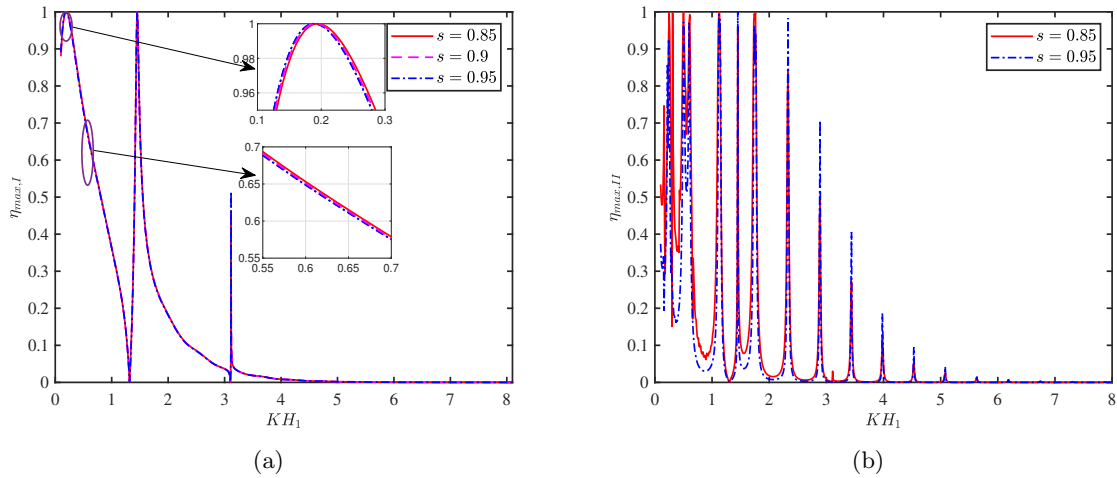 1
0.9
0.8
0.7
0.6
0.5
0.4
0.3
0.2
0.1
0
η_{max,I}
0 1 2 3 4 5 6 7 8
KH_1
1
0.98
0.96
0.1 0.2 0.3
s = 0.85
s = 0.9
s = 0.95
0.7
0.65
0.6
0.55
0.55 0.6 0.65 0.7
(a)
1
0.9
0.8
0.7
0.6
0.5
0.4
0.3
0.2
0.1
0
η_{max,II}
0 1 2 3 4 5 6 7 8
KH_1
s = 0.85
s = 0.95
(b)